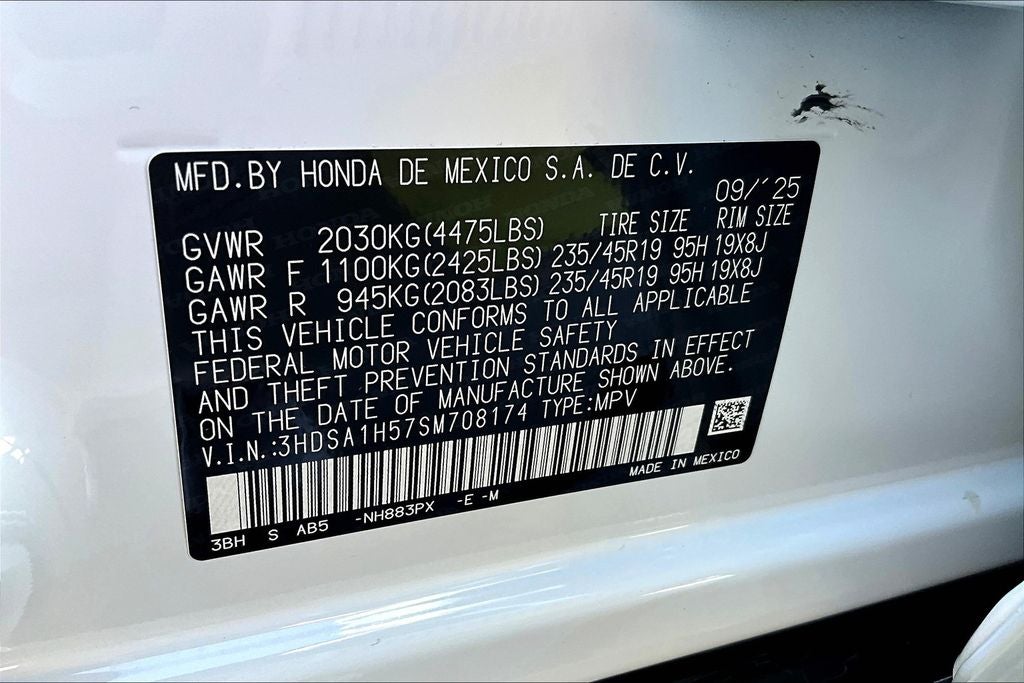 MFD.BY HONDA DE MEXICO S.A. DE C.V.
09/´25
GVWR 2030KG(4475LBS) TIRE SIZE RIM SIZE
GAWR F 1100KG(2425LBS) 235/45R19 95H 19X8J
GAWR R 945KG(2083LBS) 235/45R19 95H 19X8J
THIS VEHICLE CONFORMS TO ALL APPLICABLE
FEDERAL MOTOR VEHICLE SAFETY
AND THEFT PREVENTION STANDARDS IN EFFECT
ON THE DATE OF MANUFACTURE SHOWN ABOVE.
V.I.N.:3HDSA1H57SM708174 TYPE:MPV
MADE IN MEXICO
3BH S AB5 -NH883PX -E -M